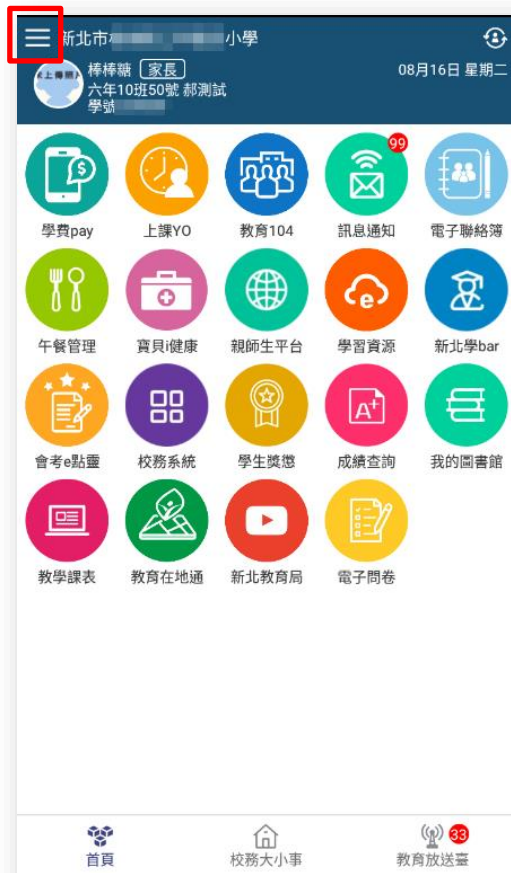 新北市 小學
棒棒糖 家長 08月16日 星期二
六年10班50號 郝測試
學號
$
99
學費pay 上課YO 教育104 訊息通知 電子聯絡簿
e
午餐管理 寶貝i健康 親師生平台 學習資源 新北學bar
A+
會考e點靈 校務系統 學生獎懲 成績查詢 我的圖書館
教學課表 教育在地通 新北教育局 電子問卷
33
首頁 校務大小事 教育放送臺